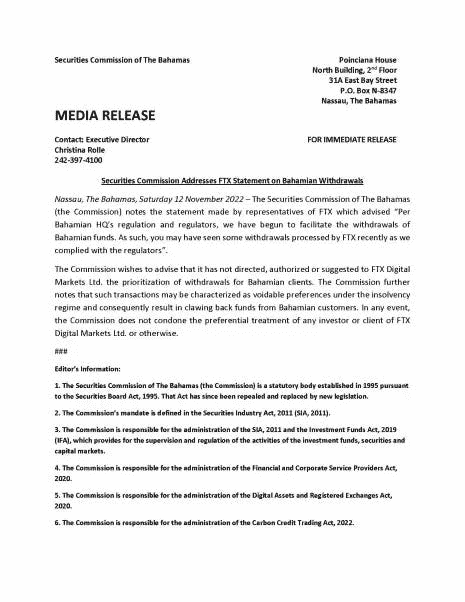 Securities Commission of The Bahamas
Poinciana House
North Building, 2nd Floor
31A East Bay Street
P.O. Box N-8347
Nassau, The Bahamas
MEDIA RELEASE
Contact: Executive Director
FOR IMMEDIATE RELEASE
Christina Rolle
242-397-4100
Securities Commission Addresses FTX Statement on Bahamian Withdrawals
Nassau, The Bahamas, Saturday 12 November 2022 – The Securities Commission of The Bahamas
(the Commission) notes the statement made by representatives of FTX which advised “Per
Bahamian HQ's regulation and regulators, we have begun to facilitate the withdrawals of
Bahamian funds. As such, you may have seen some withdrawals processed by FTX recently as we
complied with the regulators”.
The Commission wishes to advise that it has not directed, authorized or suggested to FTX Digital
Markets Ltd. the prioritization of withdrawals for Bahamian clients. The Commission further
notes that such transactions may be characterized as voidable preferences under the insolvency
regime and consequently result in clawing back funds from Bahamian customers. In any event,
the Commission does not condone the preferential treatment of any investor or client of FTX
Digital Markets Ltd. or otherwise.
###
Editor's Information:
1. The Securities Commission of The Bahamas (the Commission) is a statutory body established in 1995 pursuant
to the Securities Board Act, 1995. That Act has since been repealed and replaced by new legislation.
2. The Commission's mandate is defined in the Securities Industry Act, 2011 (SIA, 2011).
3. The Commission is responsible for the administration of the SIA, 2011 and the Investment Funds Act, 2019
(IFA), which provides for the supervision and regulation of the activities of the investment funds, securities and
capital markets.
4. The Commission is responsible for the administration of the Financial and Corporate Service Providers Act,
2020.
5. The Commission is responsible for the administration of the Digital Assets and Registered Exchanges Act,
2020.
6. The Commission is responsible for the administration of the Carbon Credit Trading Act, 2022.